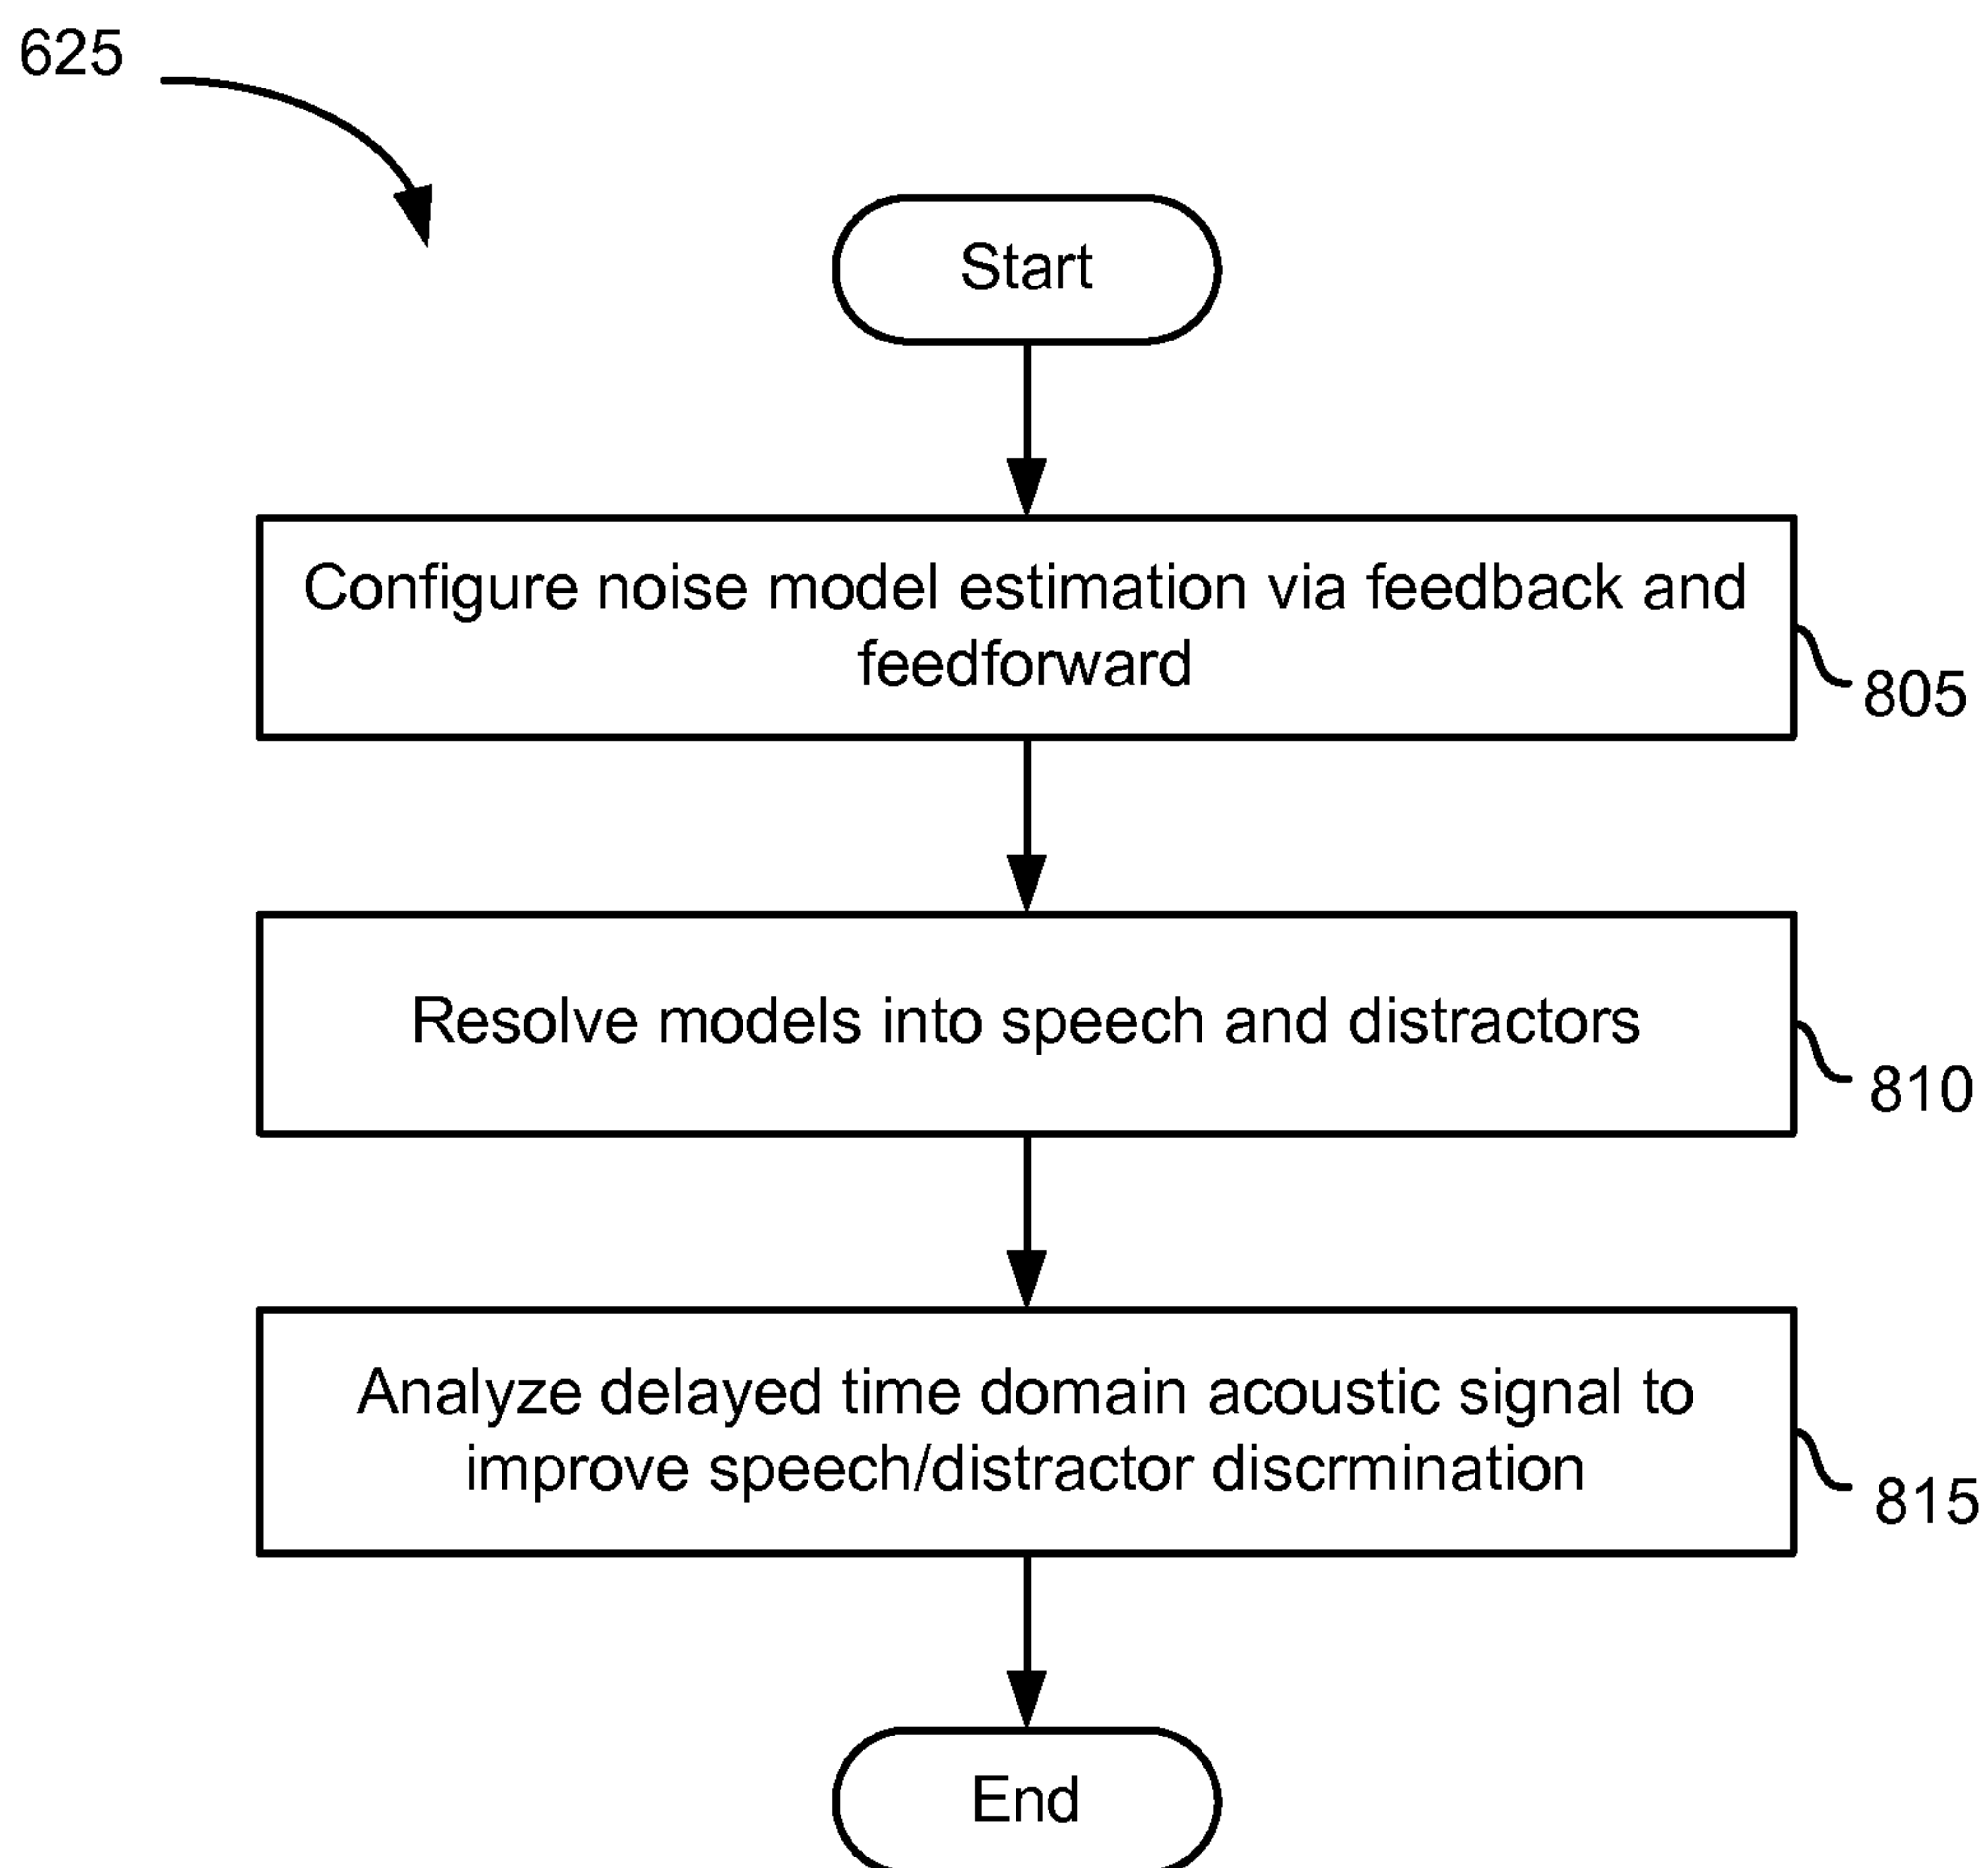 625
Start
Configure noise model estimation via feedback and
feedforward
805
Resolve models into speech and distractors
810
Analyze delayed time domain acoustic signal to
improve speech/distractor discrmination
815
End